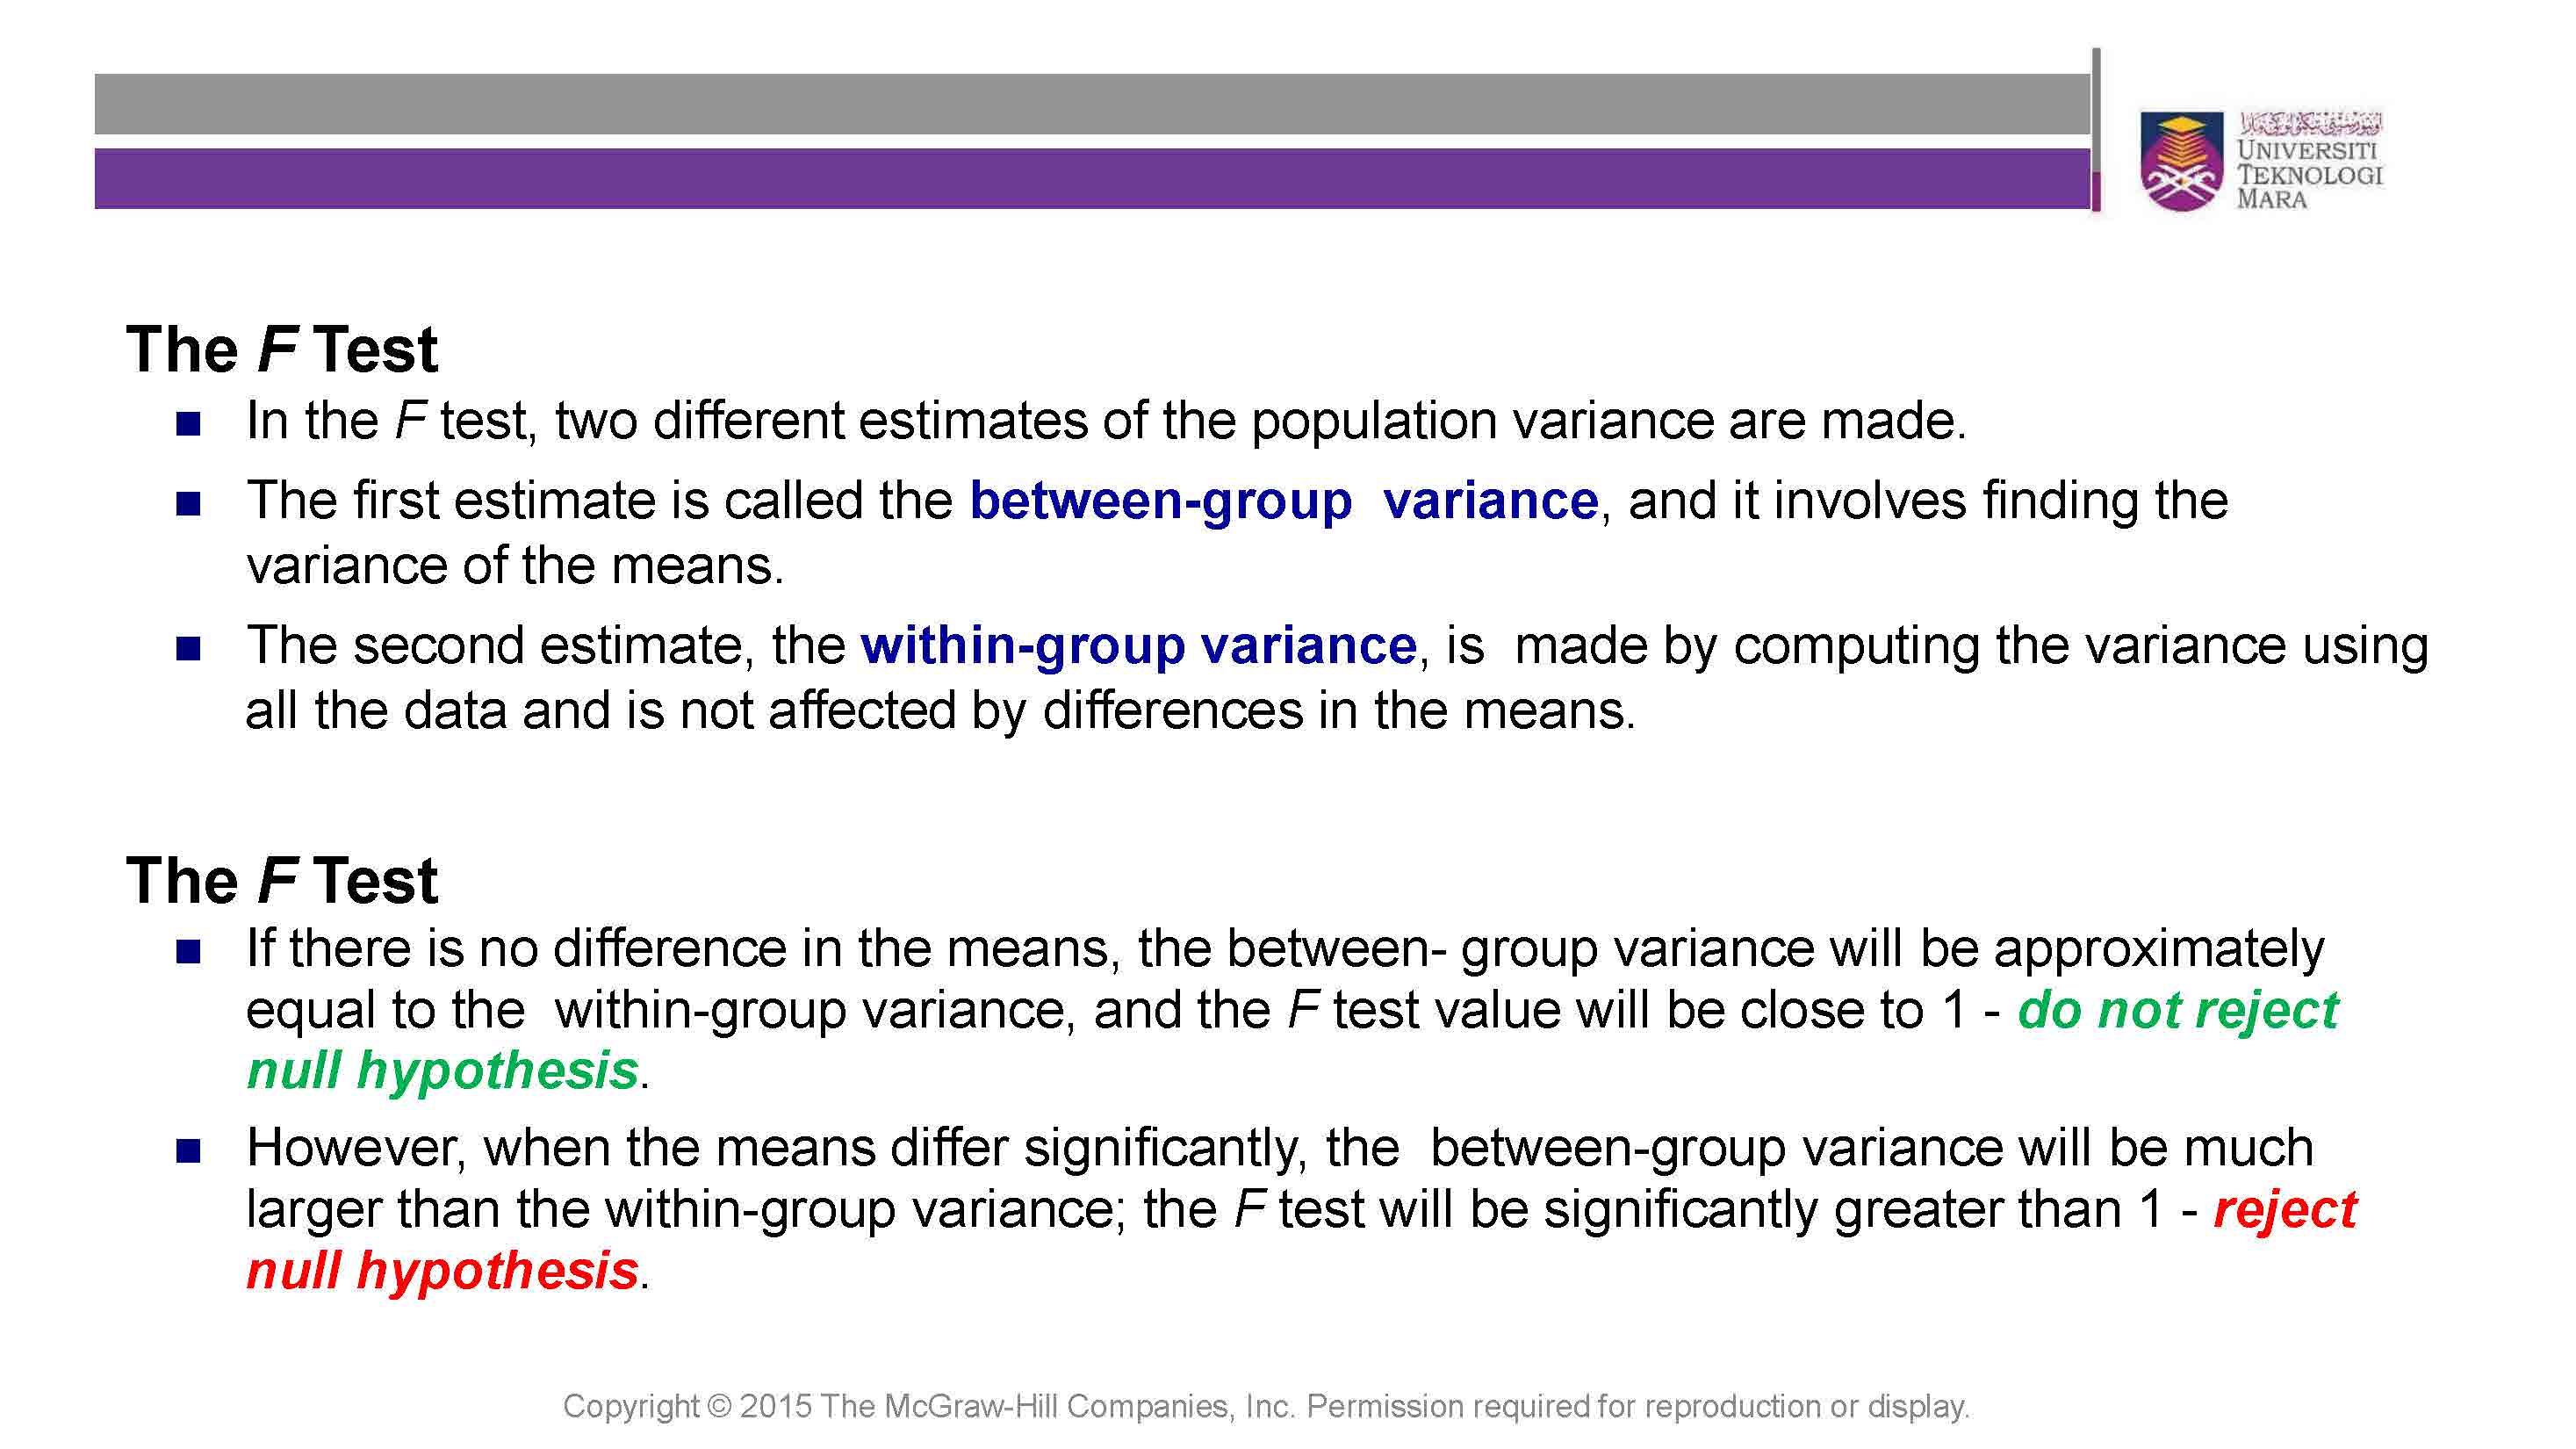 UNIVERSITI
TEKNOLOGI
MARA
The F Test
In the F test, two different estimates of the population variance are made.
The first estimate is called the between-group variance, and it involves finding the
variance of the means.
The second estimate, the within-group variance, is made by computing the variance using
all the data and is not affected by differences in the means.
The F Test
If there is no difference in the means, the between- group variance will be approximately
equal to the within-group variance, and the F test value will be close to 1 - do not reject
null hypothesis.
However, when the means differ significantly, the between-group variance will be much
larger than the within-group variance; the F test will be significantly greater than 1 - reject
null hypothesis.
Copyright © 2015 The McGraw-Hill Companies, Inc. Permission required for reproduction or display.